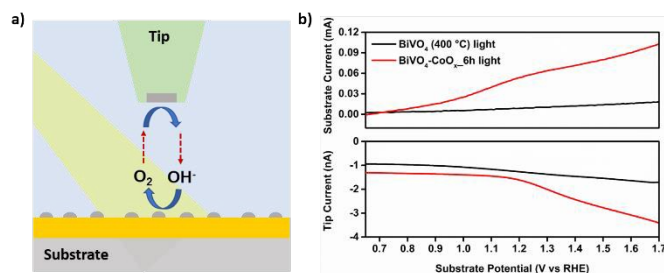 a)
Tip
O₂ OH⁻
Substrate
b)
Substrate Current (mA)
0.12
0.09
0.06
0.03
0.00
BiVO₄ (400 °C) light
BiVO₄-CoOₓ_6h light
Tip Current (nA)
0
-1
-2
-3
-4
0.7 0.8 0.9 1.0 1.1 1.2 1.3 1.4 1.5 1.6 1.7
Substrate Potential (V vs RHE)